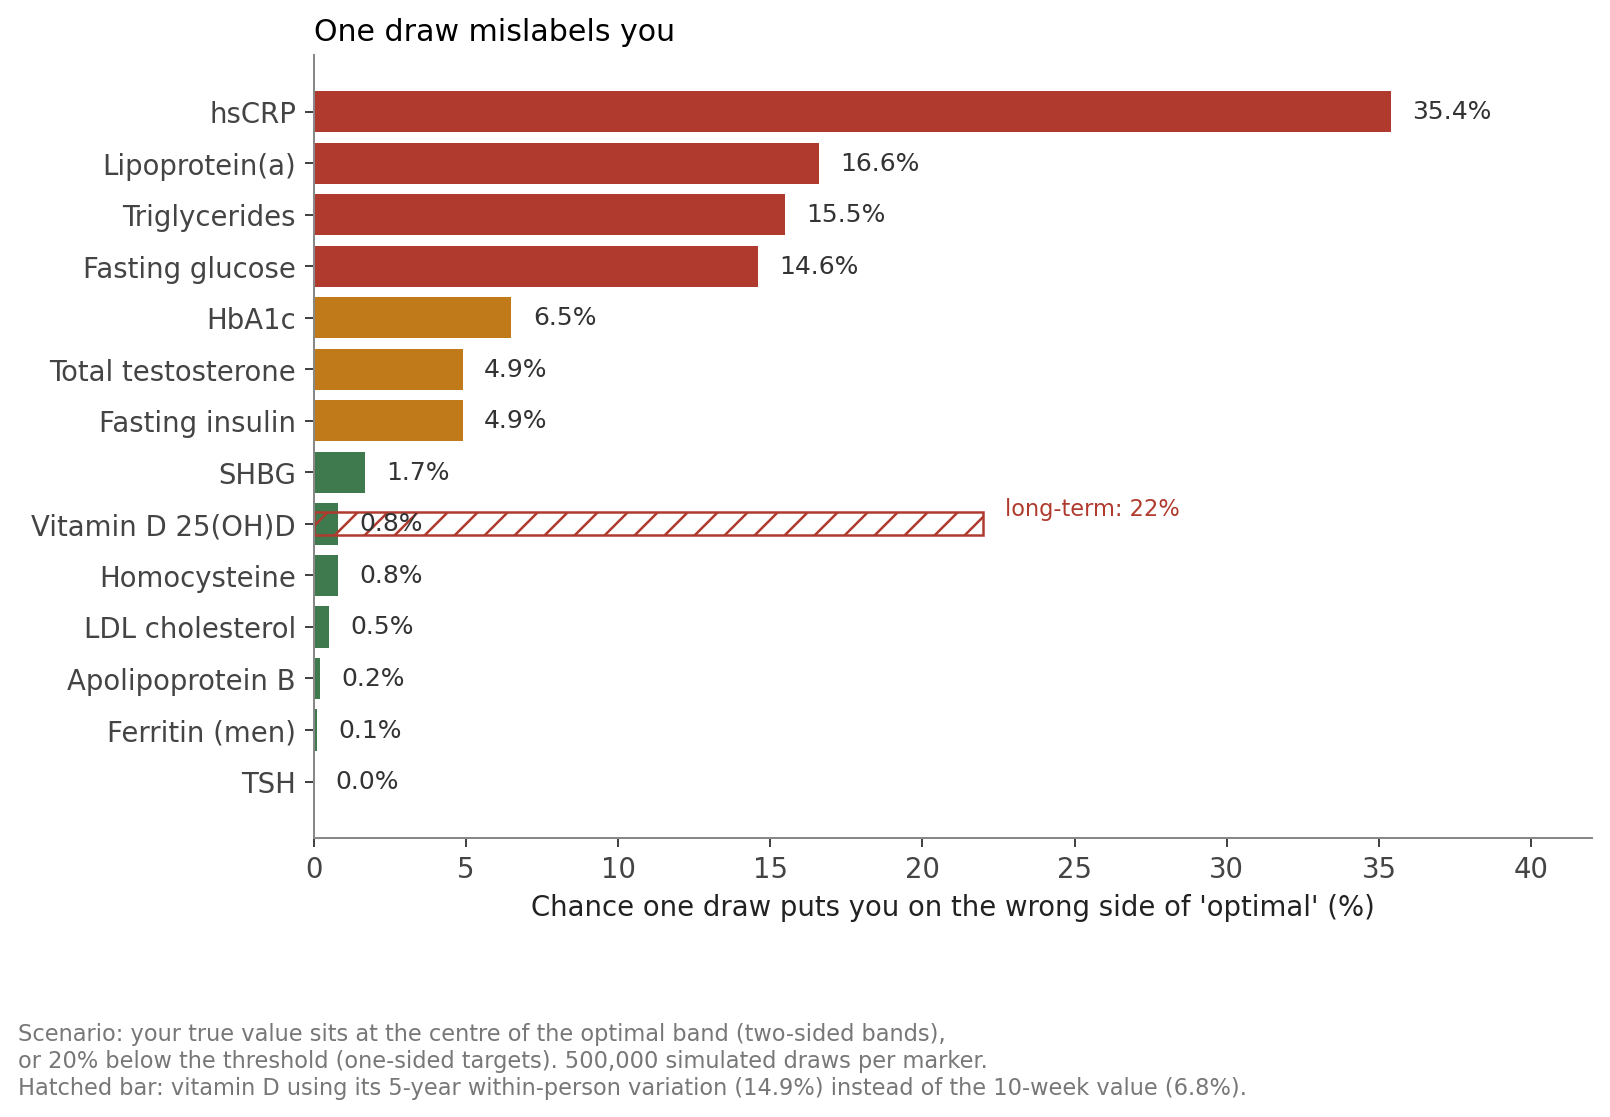 One draw mislabels you
hsCRP 35.4%
Lipoprotein(a) 16.6%
Triglycerides 15.5%
Fasting glucose 14.6%
HbA1c 6.5%
Total testosterone 4.9%
Fasting insulin 4.9%
SHBG 1.7%
Vitamin D 25(OH)D 0.8% long-term: 22%
Homocysteine 0.8%
LDL cholesterol 0.5%
Apolipoprotein B 0.2%
Ferritin (men) 0.1%
TSH 0.0%
0 5 10 15 20 25 30 35 40
Chance one draw puts you on the wrong side of 'optimal' (%)
Scenario: your true value sits at the centre of the optimal band (two-sided bands),
or 20% below the threshold (one-sided targets). 500,000 simulated draws per marker.
Hatched bar: vitamin D using its 5-year within-person variation (14.9%) instead of the 10-week value (6.8%).